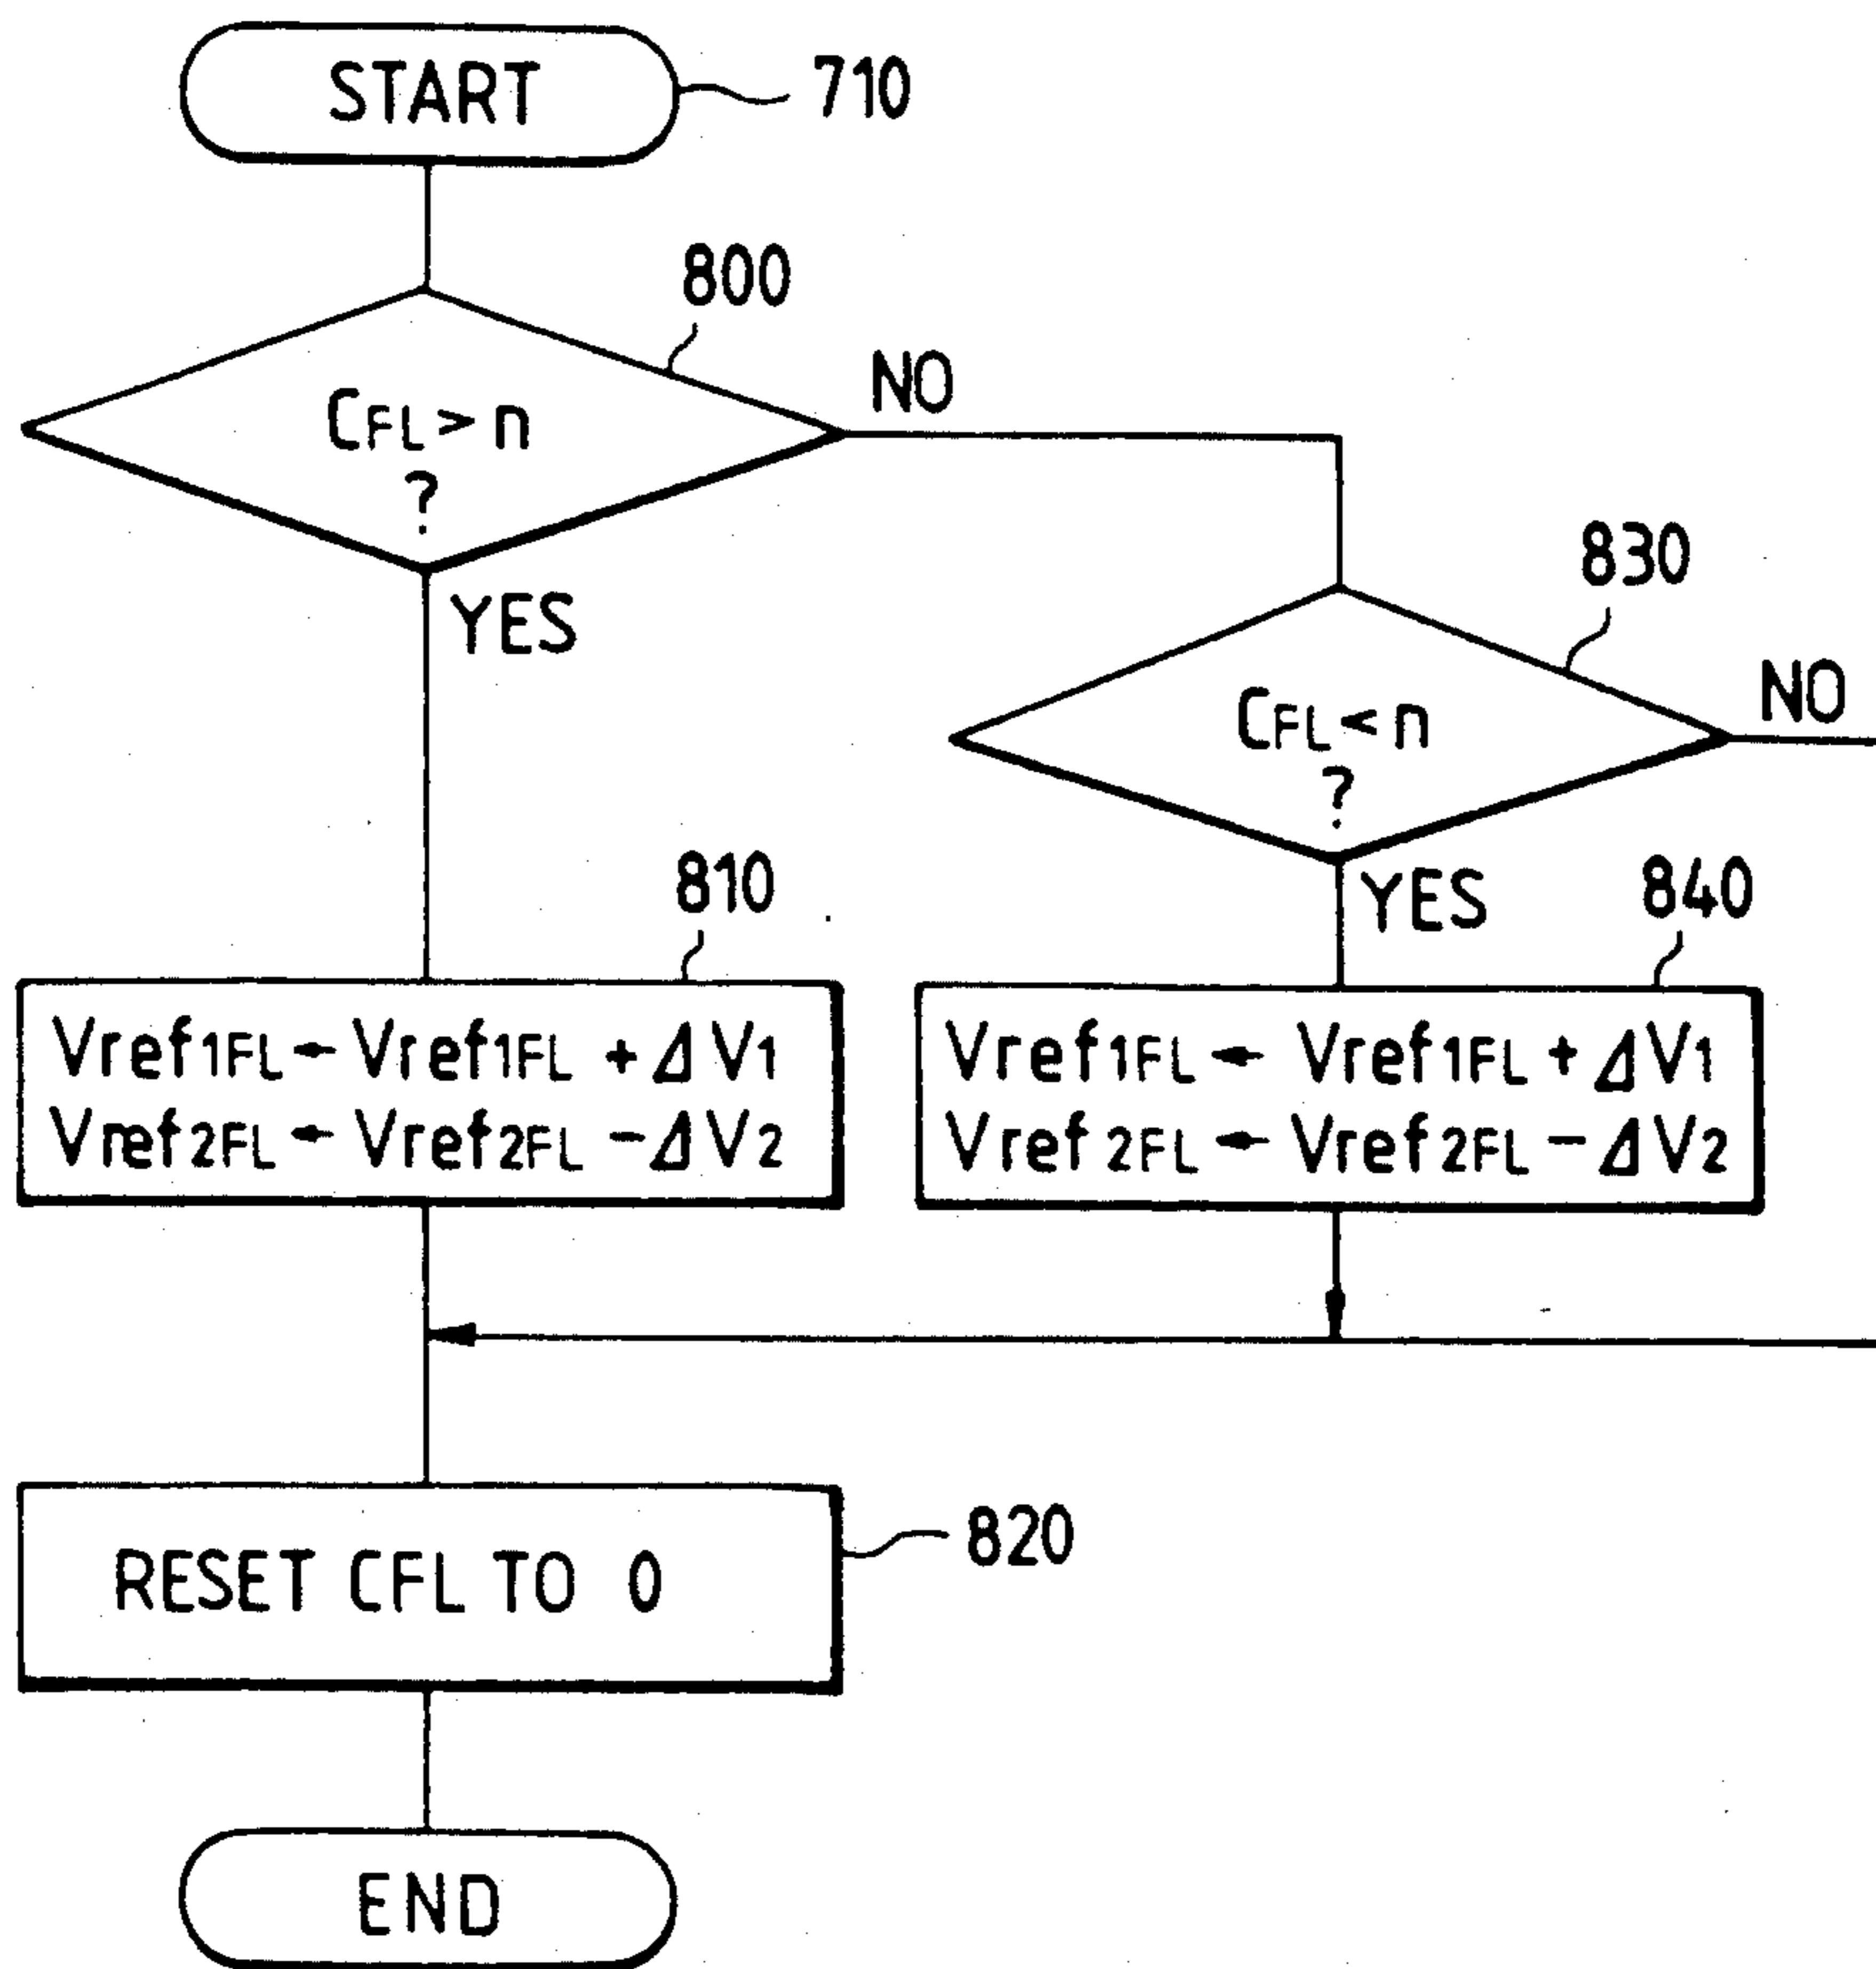 START
710
800
CFL > n
?
NO
YES
830
CFL < n
?
NO
YES
810
Vref1FL ← Vref1FL + ΔV1
Vref2FL ← Vref2FL − ΔV2
840
Vref1FL ← Vref1FL + ΔV1
Vref2FL ← Vref2FL − ΔV2
RESET CFL TO 0
820
END